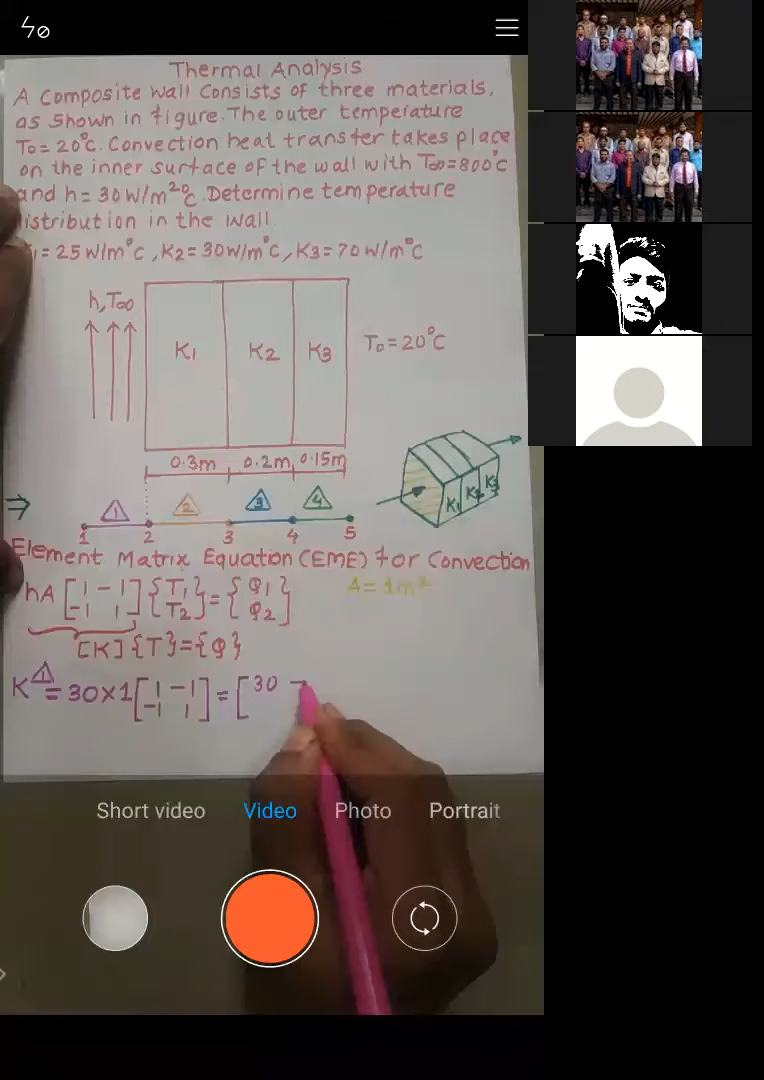 Thermal Analysis
A Composite wall Consists of three materials,
as shown in figure. The outer temperature
To = 20°C. Convection heat transfer takes place
on the inner surface of the wall with T∞=800°C
and h= 30 W/m²°C. Determine temperature
istribution in the wall
1 = 25 W/m°C, K2 = 30 W/m°C, K3 = 70 W/m°C
h, T∞
K1 K2 K3
To = 20°C
0.3m 0.2m 0.15m
K1 K2 K3
⇒ 1 2 3 4
1 2 3 4 5
Element Matrix Equation (EME) for Convection
hA [1 -1] {T1} = {Q1} A = 1m²
[-1 1] {T2} {Q2}
[K] {T} = {Q}
K 1 = 30×1 [1 -1] = [30 -
[-1 1]
Short video Video Photo Portrait